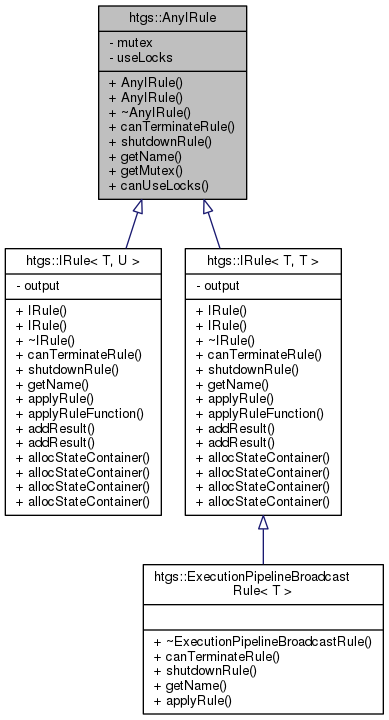 htgs::AnyIRule
- mutex
- useLocks
+ AnyIRule()
+ AnyIRule()
+ ~AnyIRule()
+ canTerminateRule()
+ shutdownRule()
+ getName()
+ getMutex()
+ canUseLocks()
htgs::IRule< T, U >
- output
+ IRule()
+ IRule()
+ ~IRule()
+ canTerminateRule()
+ shutdownRule()
+ getName()
+ applyRule()
+ applyRuleFunction()
+ addResult()
+ addResult()
+ allocStateContainer()
+ allocStateContainer()
+ allocStateContainer()
+ allocStateContainer()
htgs::IRule< T, T >
- output
+ IRule()
+ IRule()
+ ~IRule()
+ canTerminateRule()
+ shutdownRule()
+ getName()
+ applyRule()
+ applyRuleFunction()
+ addResult()
+ addResult()
+ allocStateContainer()
+ allocStateContainer()
+ allocStateContainer()
+ allocStateContainer()
htgs::ExecutionPipelineBroadcast
Rule< T >
+ ~ExecutionPipelineBroadcastRule()
+ canTerminateRule()
+ shutdownRule()
+ getName()
+ applyRule()